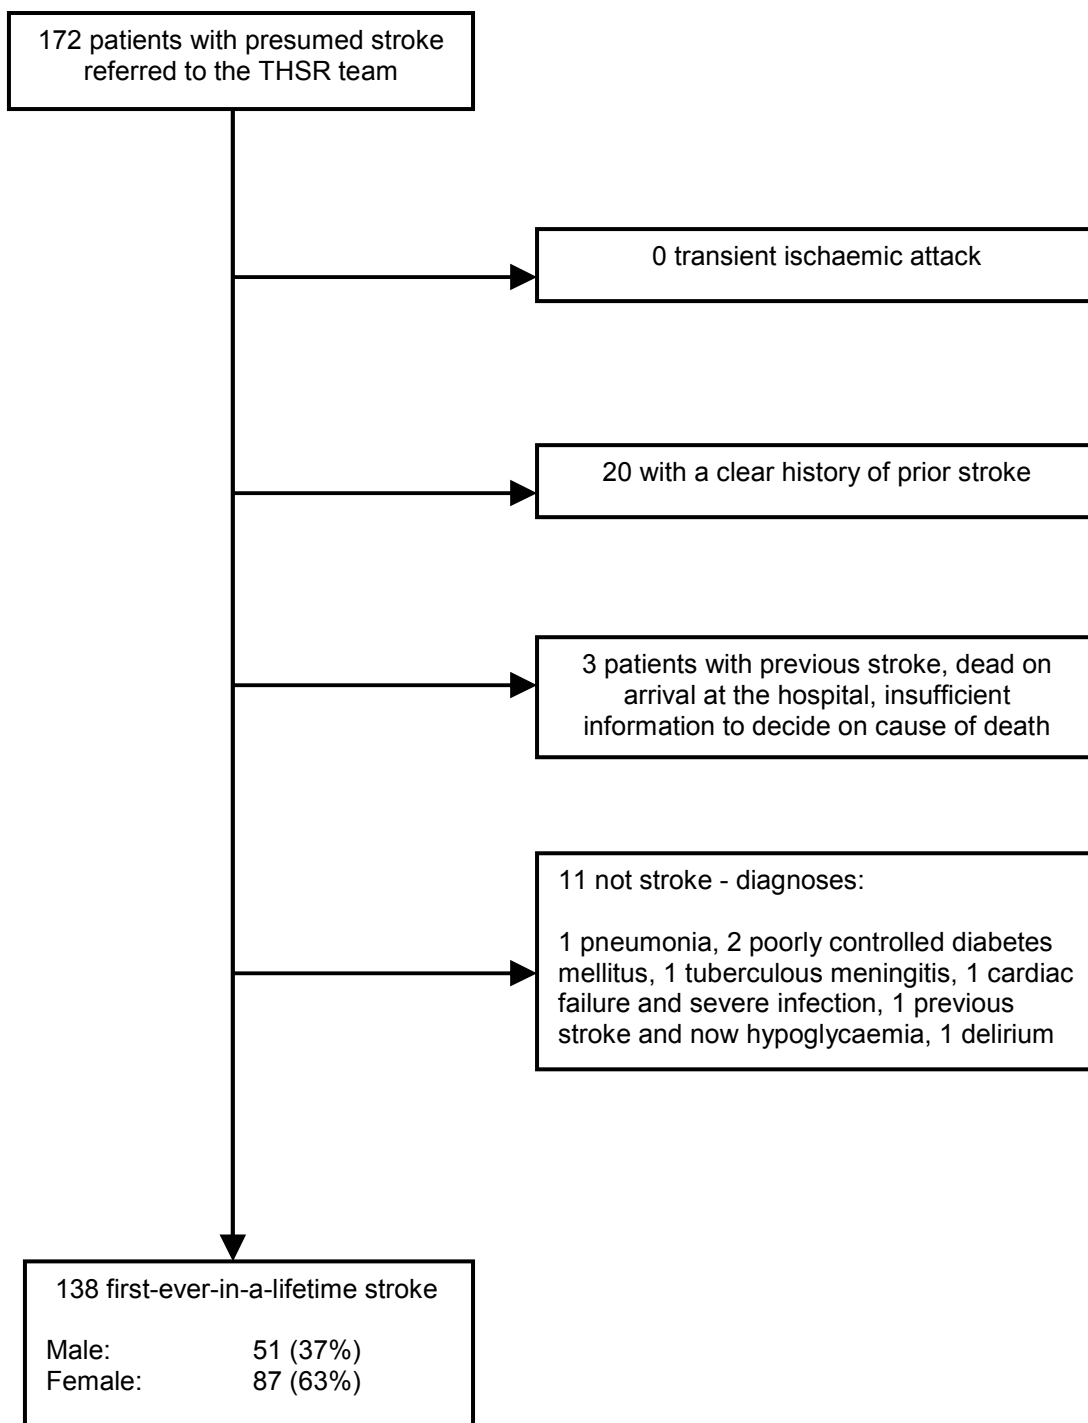 172 patients with presumed stroke
referred to the THSR team
0 transient ischaemic attack
20 with a clear history of prior stroke
3 patients with previous stroke, dead on
arrival at the hospital, insufficient
information to decide on cause of death
11 not stroke - diagnoses:
1 pneumonia, 2 poorly controlled diabetes
mellitus, 1 tuberculous meningitis, 1 cardiac
failure and severe infection, 1 previous
stroke and now hypoglycaemia, 1 delirium
138 first-ever-in-a-lifetime stroke
Male: 51 (37%)
Female: 87 (63%)